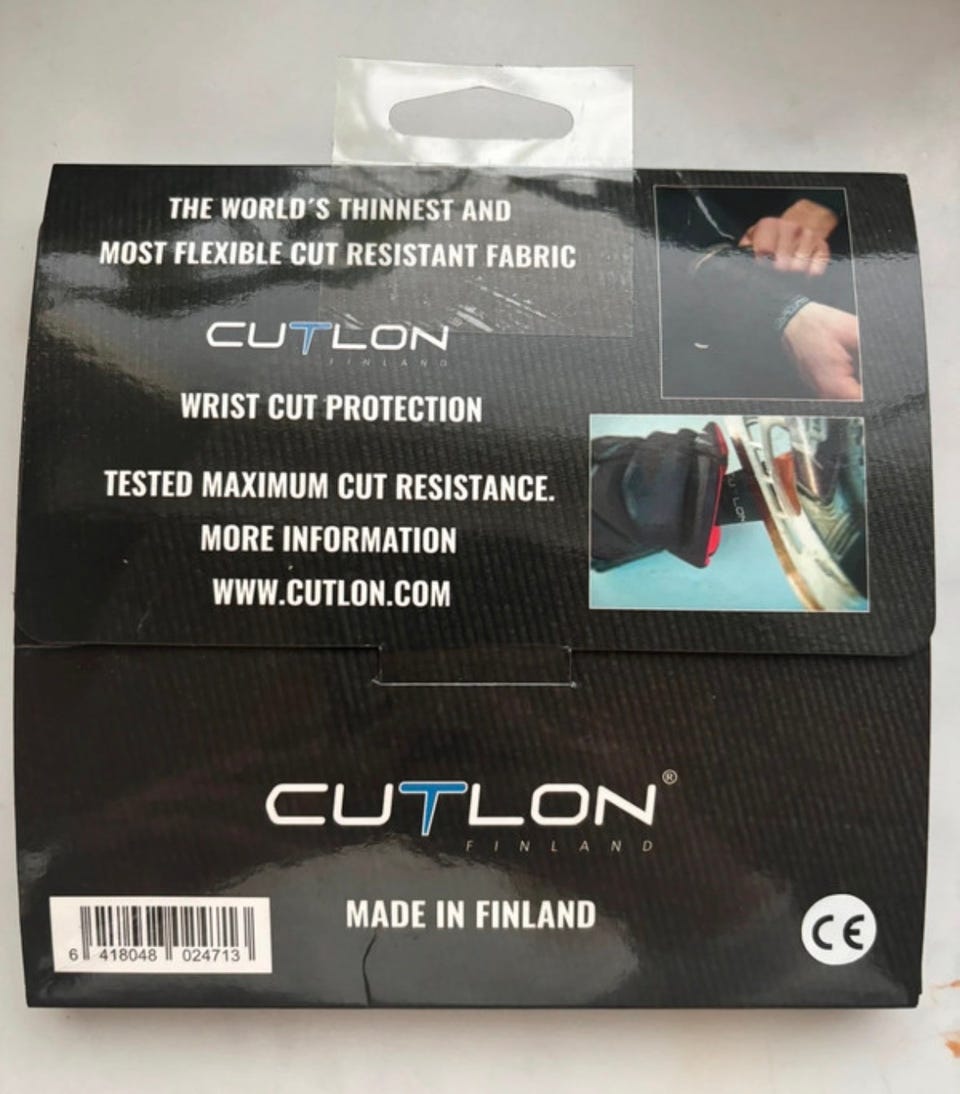 THE WORLD´S THINNEST AND
MOST FLEXIBLE CUT RESISTANT FABRIC
CUTLON
FINLAND
WRIST CUT PROTECTION
TESTED MAXIMUM CUT RESISTANCE.
MORE INFORMATION
WWW.CUTLON.COM
CUTLON®
FINLAND
MADE IN FINLAND
6 418048 024713
CE